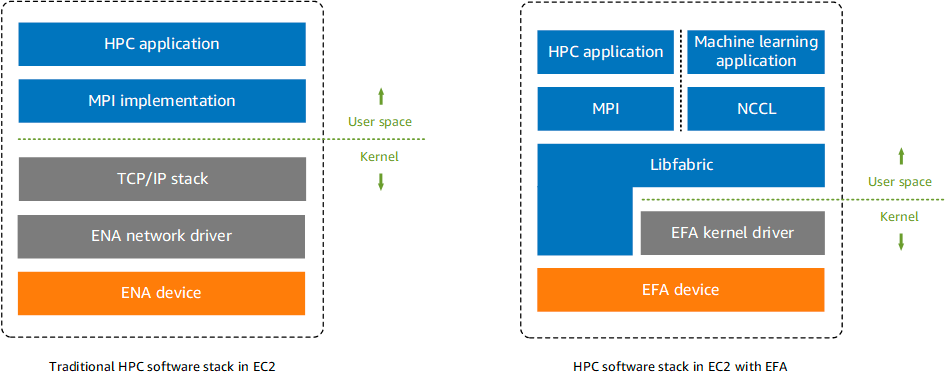 HPC application
MPI implementation
User space
Kernel
TCP/IP stack
ENA network driver
ENA device
Traditional HPC software stack in EC2
HPC application
Machine learning
application
MPI
NCCL
Libfabric
User space
Kernel
EFA kernel driver
EFA device
HPC software stack in EC2 with EFA